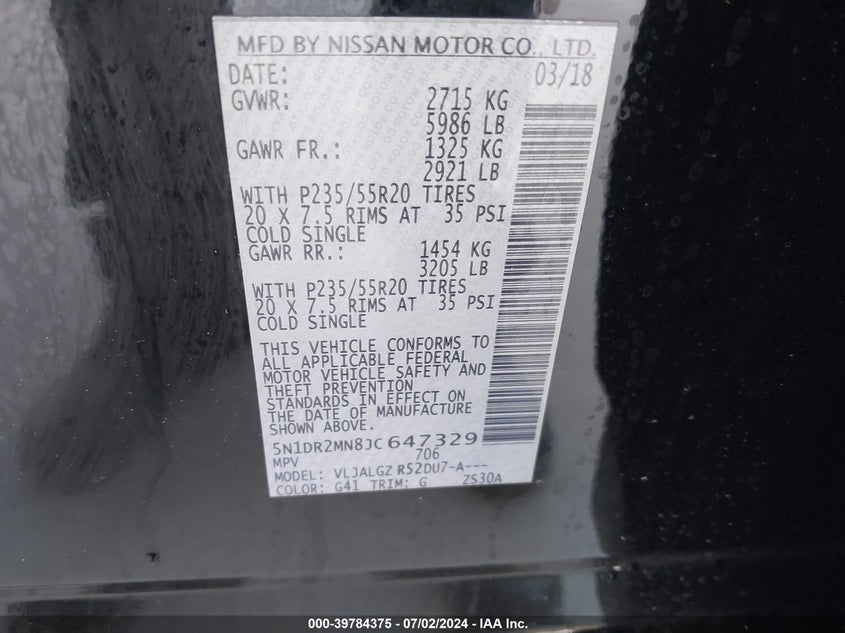 MFD BY NISSAN MOTOR CO., LTD.
DATE: 03/18
GVWR: 2715 KG
5986 LB
GAWR FR.: 1325 KG
2921 LB
WITH P235/55R20 TIRES
20 X 7.5 RIMS AT 35 PSI
COLD SINGLE
GAWR RR.: 1454 KG
3205 LB
WITH P235/55R20 TIRES
20 X 7.5 RIMS AT 35 PSI
COLD SINGLE
THIS VEHICLE CONFORMS TO
ALL APPLICABLE FEDERAL
MOTOR VEHICLE SAFETY AND
THEFT PREVENTION
STANDARDS IN EFFECT ON
THE DATE OF MANUFACTURE
SHOWN ABOVE.
5N1DR2MN8JC647329
MPV 706
MODEL: VLJALGZ R52DU7-A---
COLOR: G41 TRIM: G ZS30A
000-39784375 - 07/02/2024 - IAA Inc.